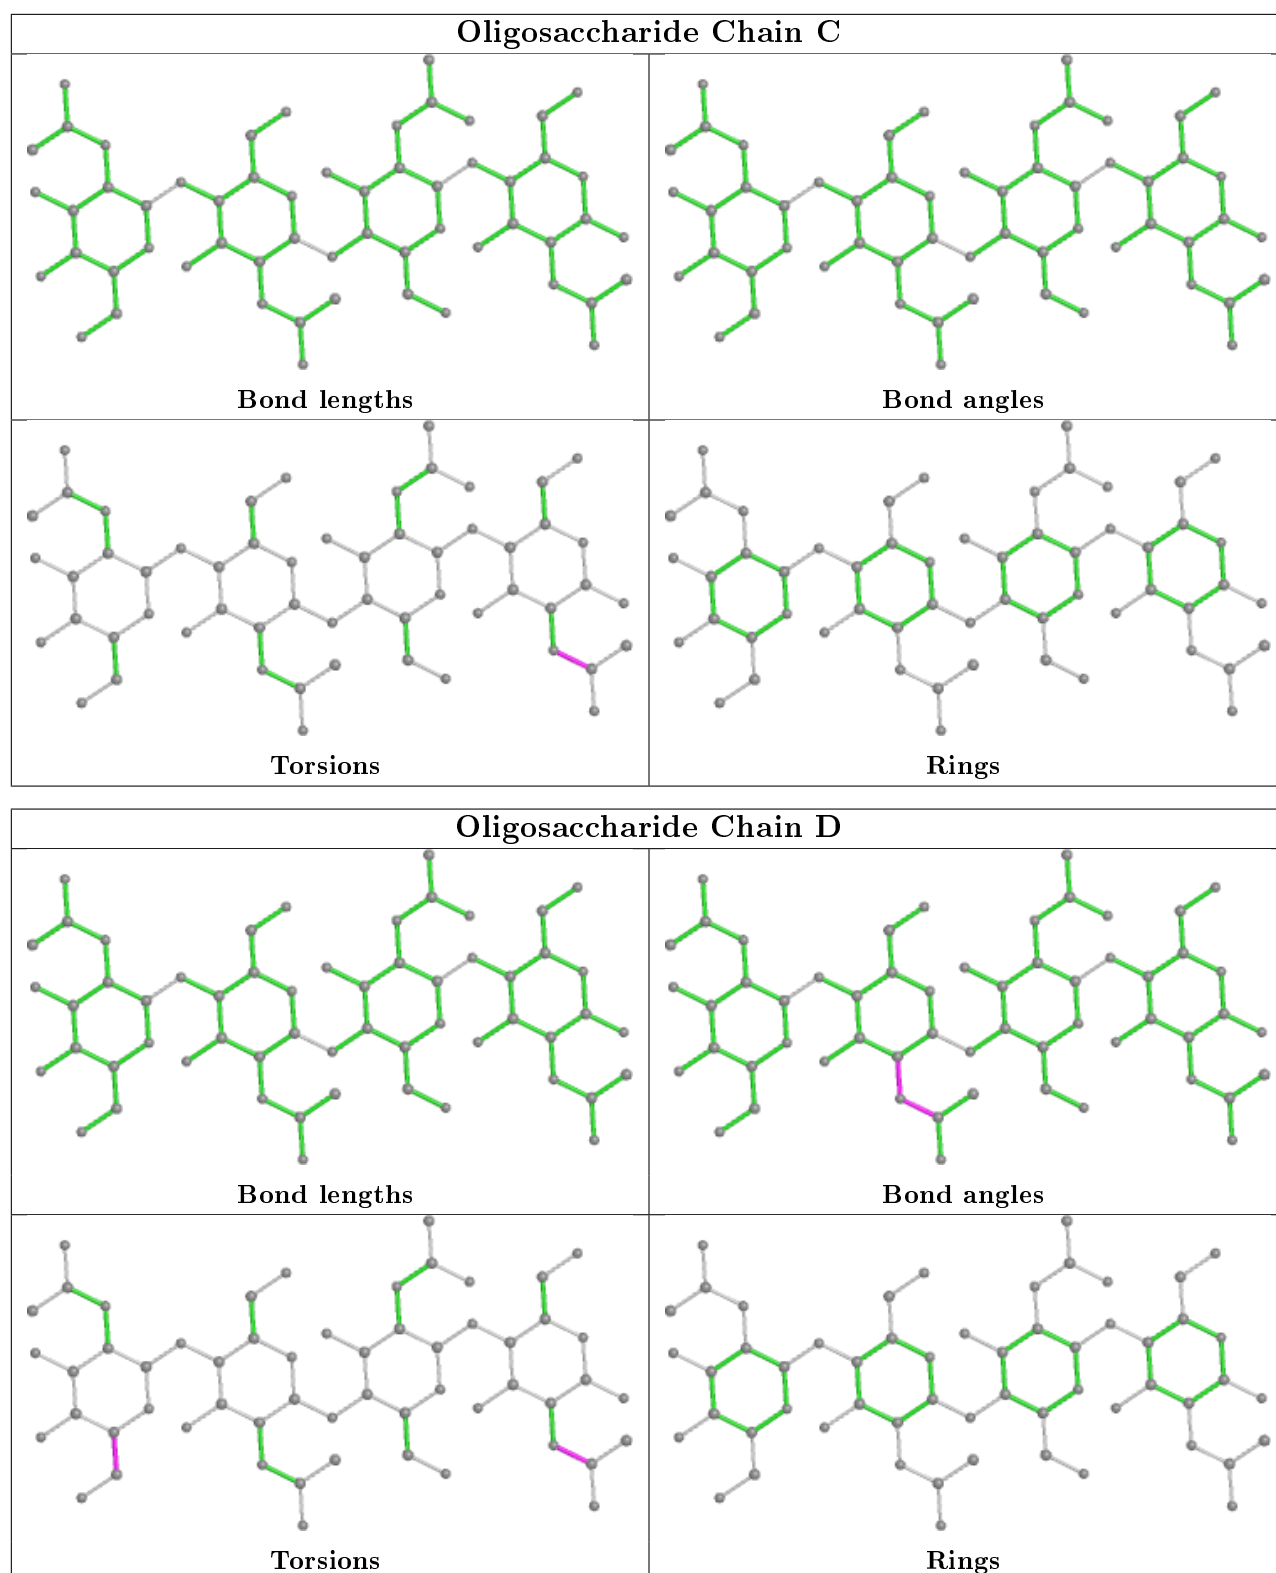 Oligosaccharide Chain C
Bond lengths
Bond angles
Torsions
Rings
Oligosaccharide Chain D
Bond lengths
Bond angles
Torsions
Rings